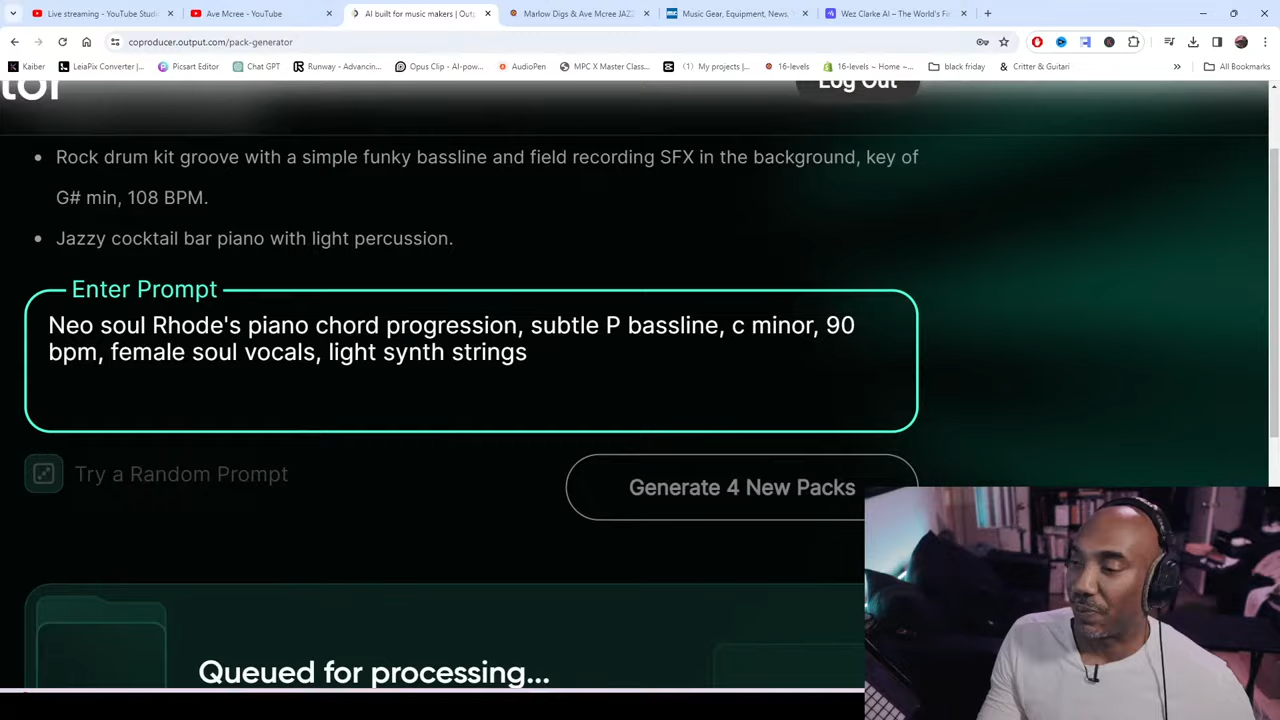 Live streaming - YouTube Studi
Ave Mcree - YouTube
AI built for music makers | Outp
Marlow Digs & Ave Mcree JAZZ
Music Gear, Equipment, News,
Wez Clarke AI – The World's Fi
coproducer.output.com/pack-generator
Kaiber
LeiaPix Converter |...
Picsart Editor
Chat GPT
Runway - Advancin...
Opus Clip - AI-pow...
AudioPen
MPC X Master Class...
(1) My projects |...
16-levels
16-levels ~ Home ~...
black friday
Critter & Guitari
All Bookmarks
tor
Log Out
• Rock drum kit groove with a simple funky bassline and field recording SFX in the background, key of
G# min, 108 BPM.
• Jazzy cocktail bar piano with light percussion.
Enter Prompt
Neo soul Rhode's piano chord progression, subtle P bassline, c minor, 90
bpm, female soul vocals, light synth strings
Try a Random Prompt
Generate 4 New Packs
Queued for processing...